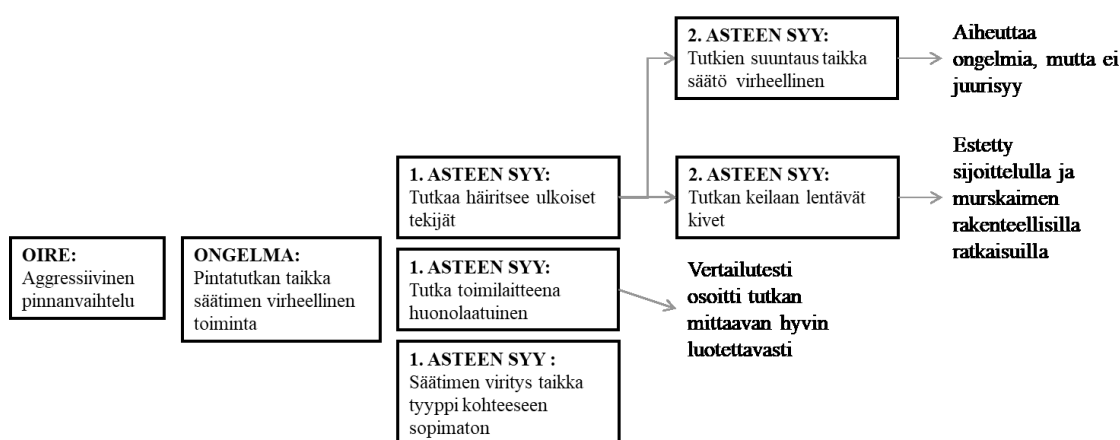 OIRE:
Aggressiivinen
pinnanvaihtelu
ONGELMA:
Pintatutkan taikka
säätimen virheellinen
toiminta
1. ASTEEN SYY:
Tutkaa häiritsee ulkoiset
tekijät
1. ASTEEN SYY:
Tutka toimilaitteena
huonolaatuinen
1. ASTEEN SYY :
Säätimen viritys taikka
tyyppi kohteeseen
sopimaton
2. ASTEEN SYY:
Tutkien suuntaus taikka
säätö virheellinen
2. ASTEEN SYY:
Tutkan keilaan lentävät
kivet
Aiheuttaa
ongelmia, mutta ei
juurisyy
Estetty
sijoittelulla ja
murskaimen
rakenteellisilla
ratkaisuilla
Vertailutesti
osoitti tutkan
mittaavan hyvin
luotettavasti